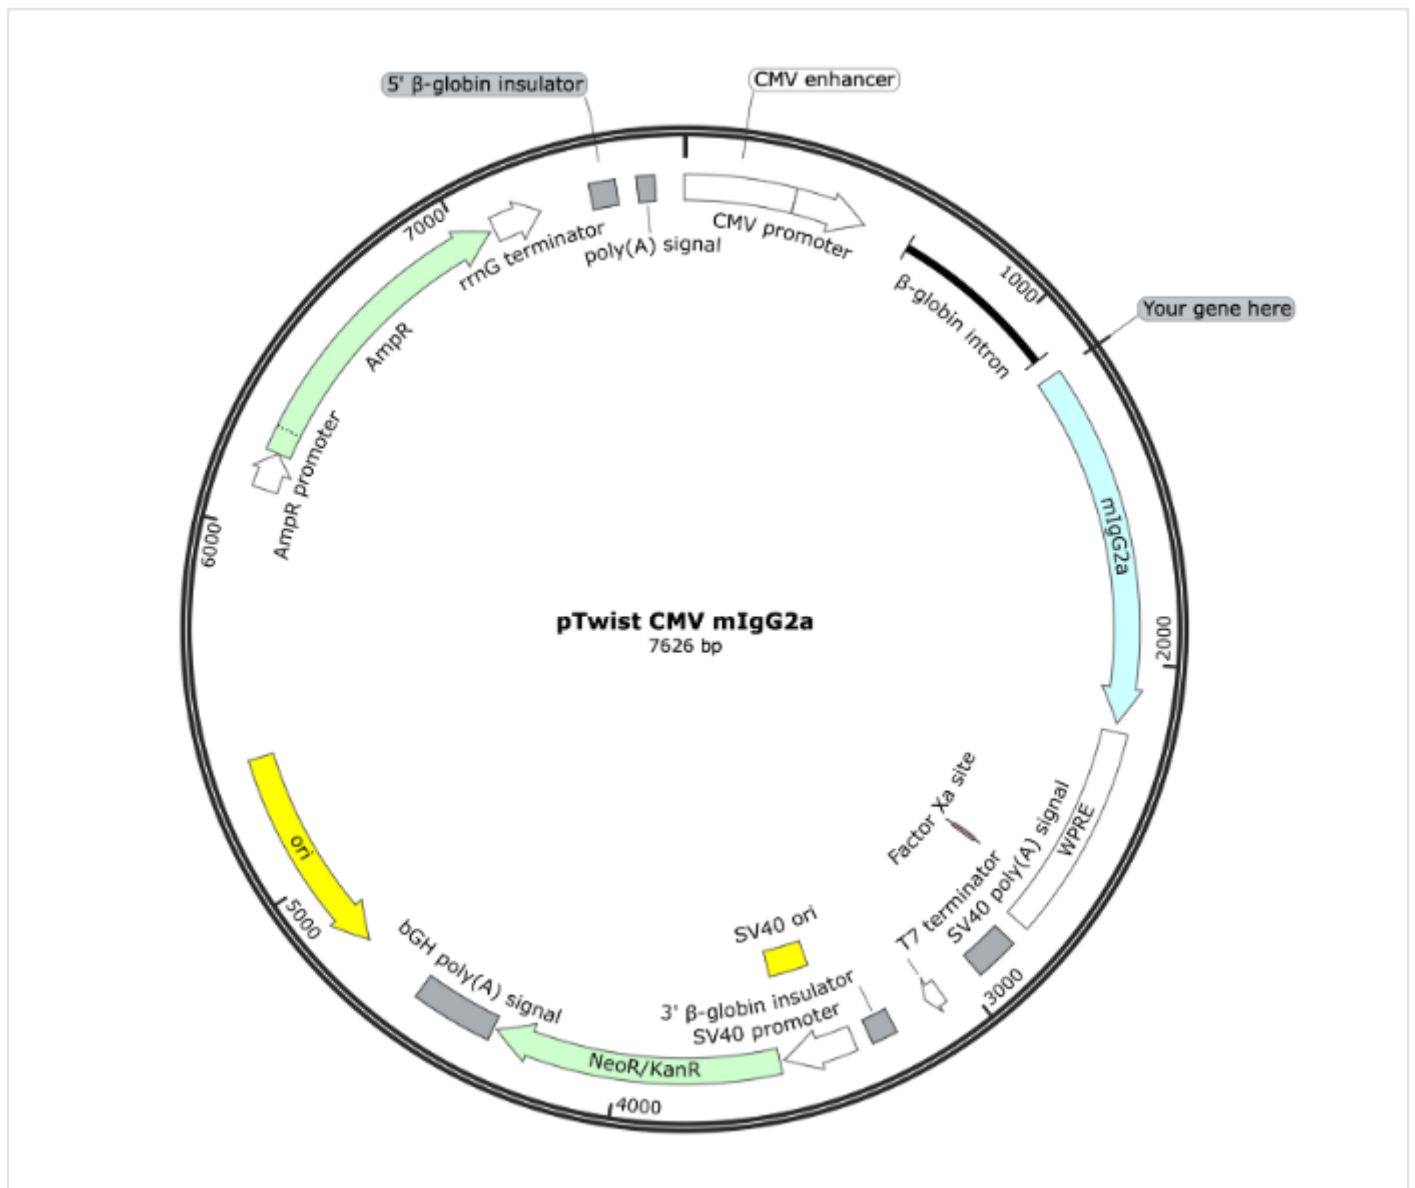 CMV enhancer
5' β-globin insulator
7000
rrnG terminator
poly(A) signal
CMV promoter
1000
β-globin intron
Your gene here
AmpR
AmpR promoter
mIgG2a
6000
pTwist CMV mIgG2a
7626 bp
2000
Factor Xa site
SV40 poly(A) signal
WPRE
T7 terminator
ori
5000
bGH poly(A) signal
SV40 ori
3' β-globin insulator
SV40 promoter
3000
NeoR/KanR
4000